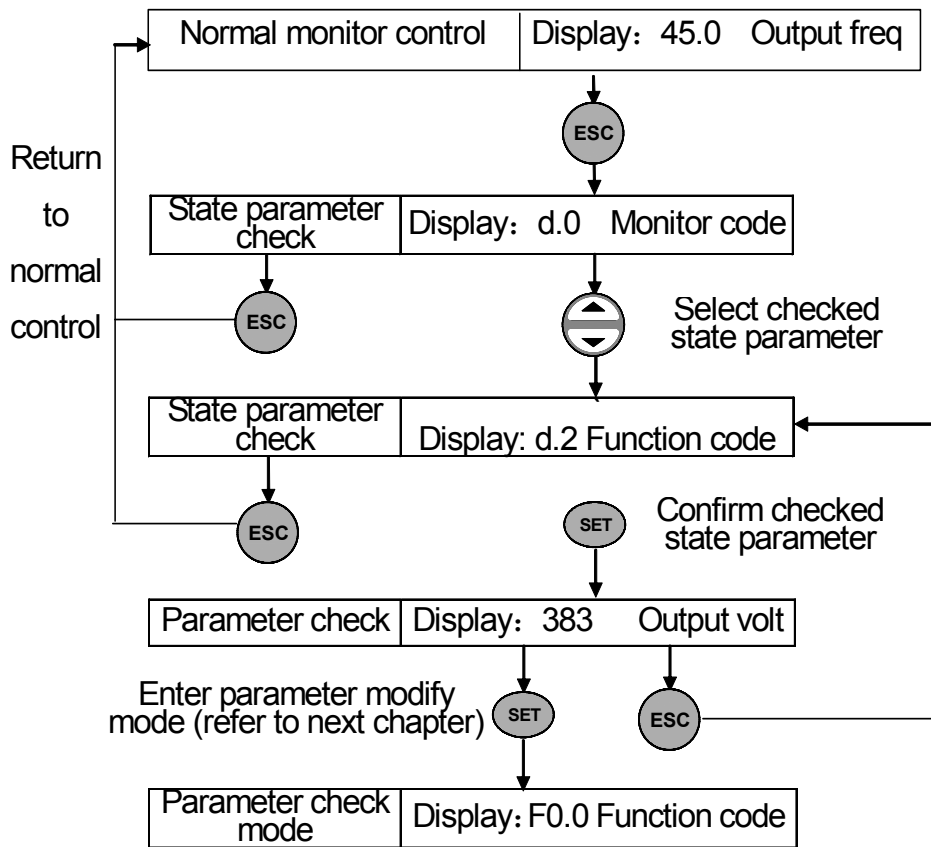 Normal monitor control Display：45.0 Output freq
ESC
Return
to
normal
control
State parameter
check
Display：d.0 Monitor code
ESC
Select checked
state parameter
State parameter
check
Display: d.2 Function code
ESC
SET
Confirm checked
state parameter
Parameter check Display：383 Output volt
Enter parameter modify
mode (refer to next chapter)
SET
ESC
Parameter check
mode
Display：F0.0 Function code